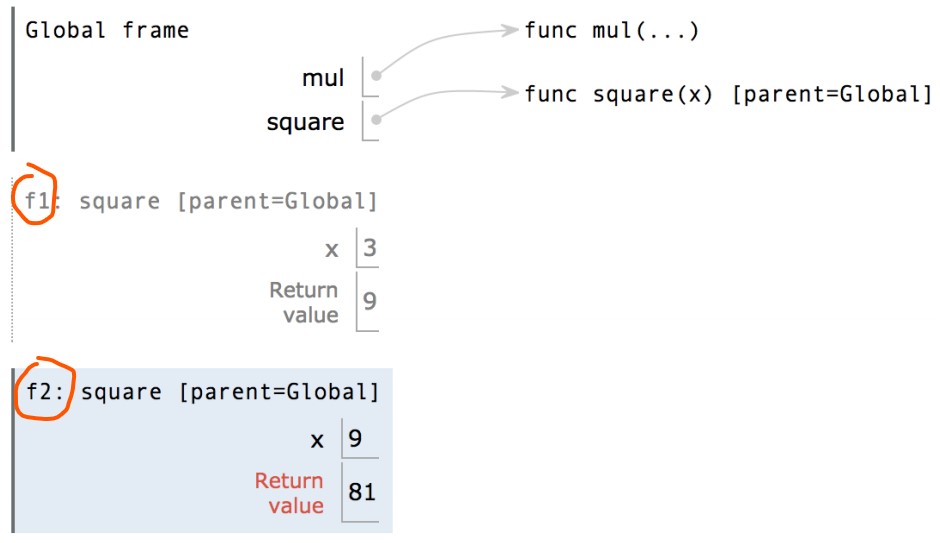 Global frame
func mul(...)
mul
func square(x) [parent=Global]
square
f1: square [parent=Global]
x 3
Return
value 9
f2: square [parent=Global]
x 9
Return
value 81